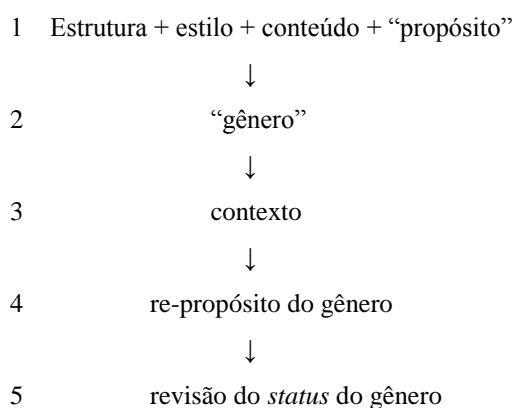 1 Estrutura + estilo + conteúdo + “propósito”
↓
2 “gênero”
↓
3 contexto
↓
4 re-propósito do gênero
↓
5 revisão do status do gênero